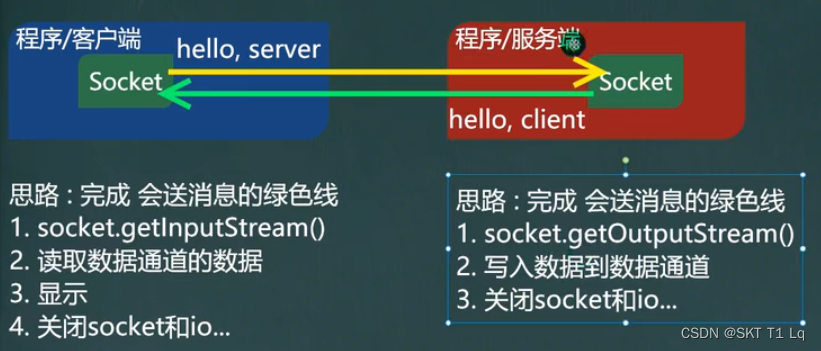 程序/客户端
hello, server
Socket
程序/服务端
Socket
hello, client
思路 : 完成 会送消息的绿色线
1. socket.getInputStream()
2. 读取数据通道的数据
3. 显示
4. 关闭socket和io...
思路 : 完成 会送消息的绿色线
1. socket.getOutputStream()
2. 写入数据到数据通道
3. 关闭socket和io...
CSDN @SKT T1 Lq